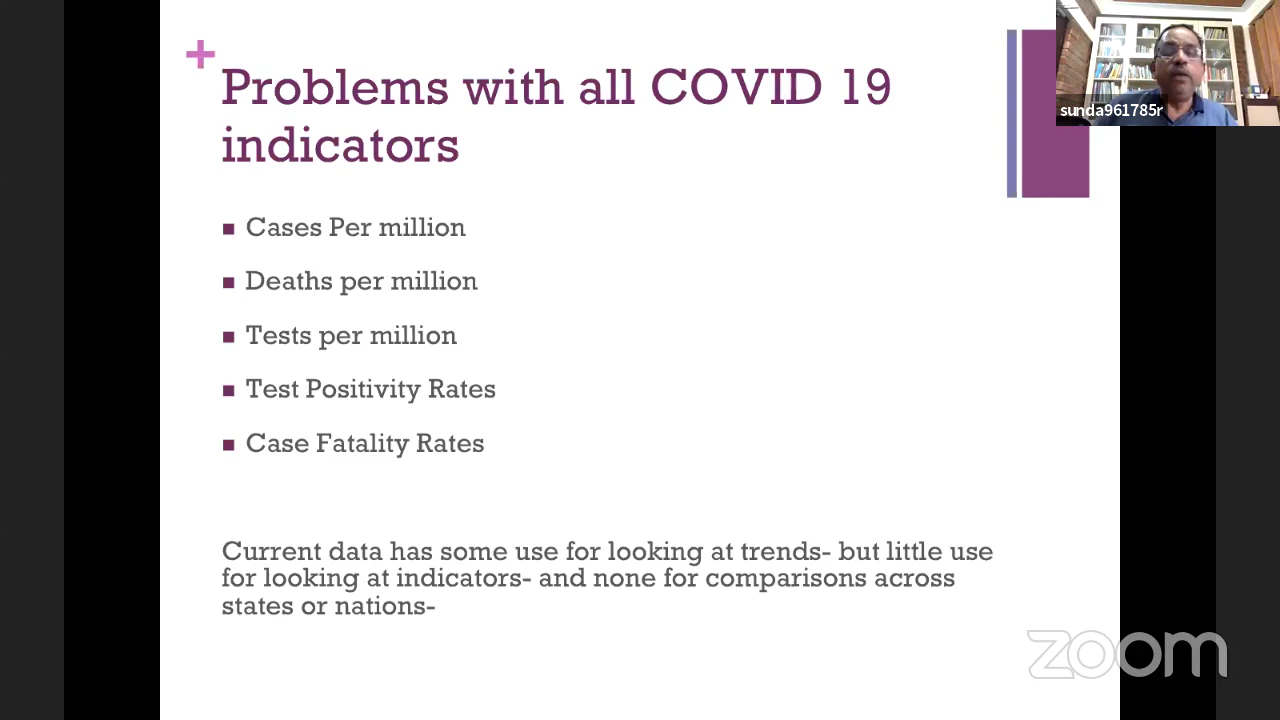 +
Problems with all COVID 19
indicators
sunda961785r
■ Cases Per million
■ Deaths per million
■ Tests per million
■ Test Positivity Rates
■ Case Fatality Rates
Current data has some use for looking at trends- but little use
for looking at indicators- and none for comparisons across
states or nations-
zoom